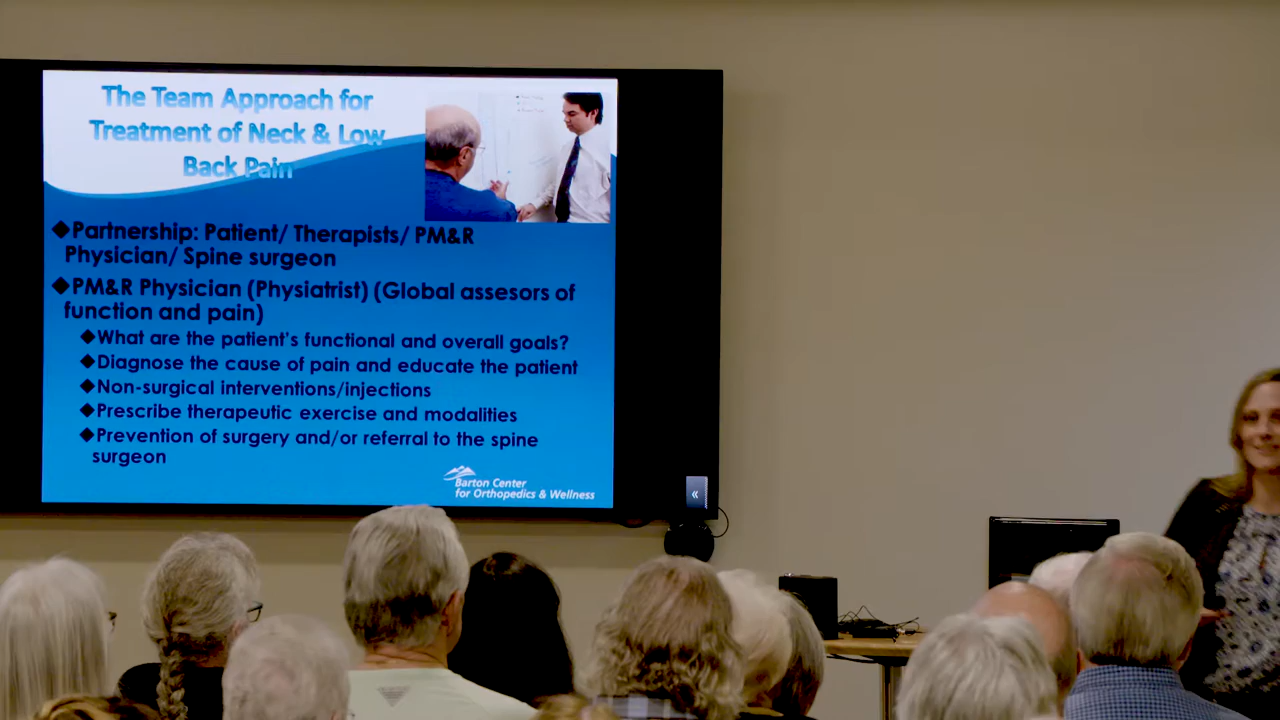 The Team Approach for
Treatment of Neck & Low
Back Pain
◆Partnership: Patient/ Therapists/ PM&R
Physician/ Spine surgeon
◆PM&R Physician (Physiatrist) (Global assesors of
function and pain)
◆What are the patient's functional and overall goals?
◆Diagnose the cause of pain and educate the patient
◆Non-surgical interventions/injections
◆Prescribe therapeutic exercise and modalities
◆Prevention of surgery and/or referral to the spine
surgeon
Barton Center
for Orthopedics & Wellness
«